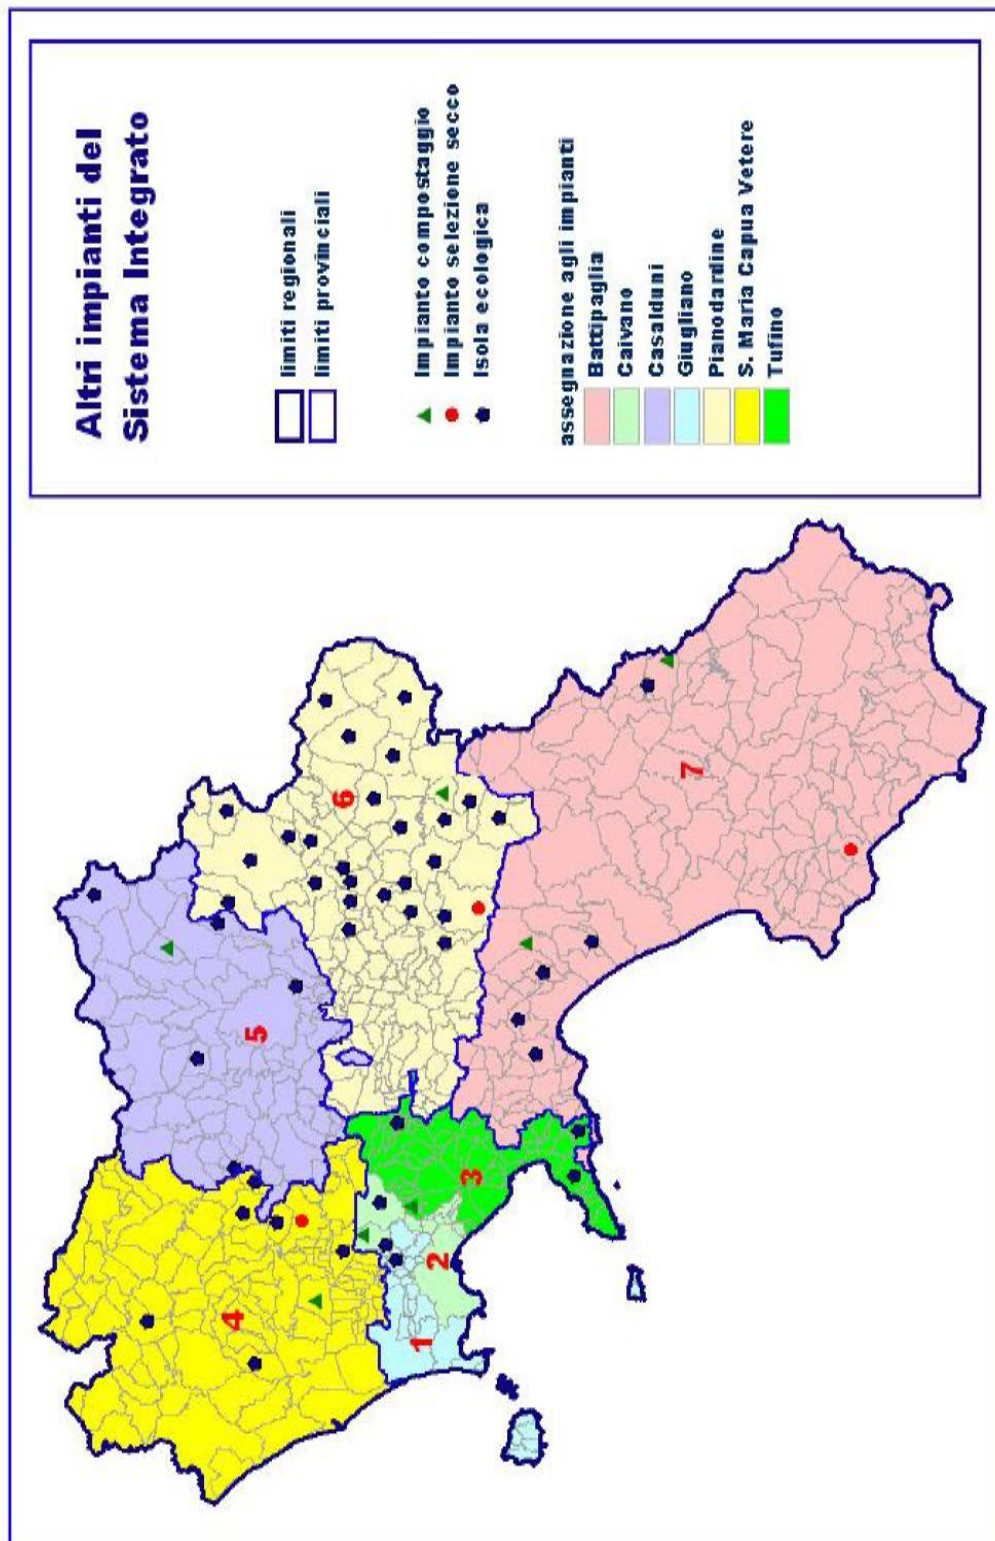 Altri impianti del
Sistema Integrato
limiti regionali
limiti provinciali
Impianto compostaggio
Impianto selezione secco
Isola ecologica
assegnazione agli impianti
Battipaglia
Caivano
Casalduni
Giugliano
Pianodardine
S. Maria Capua Vetere
Tufino
4
5
6
1
2
3
7